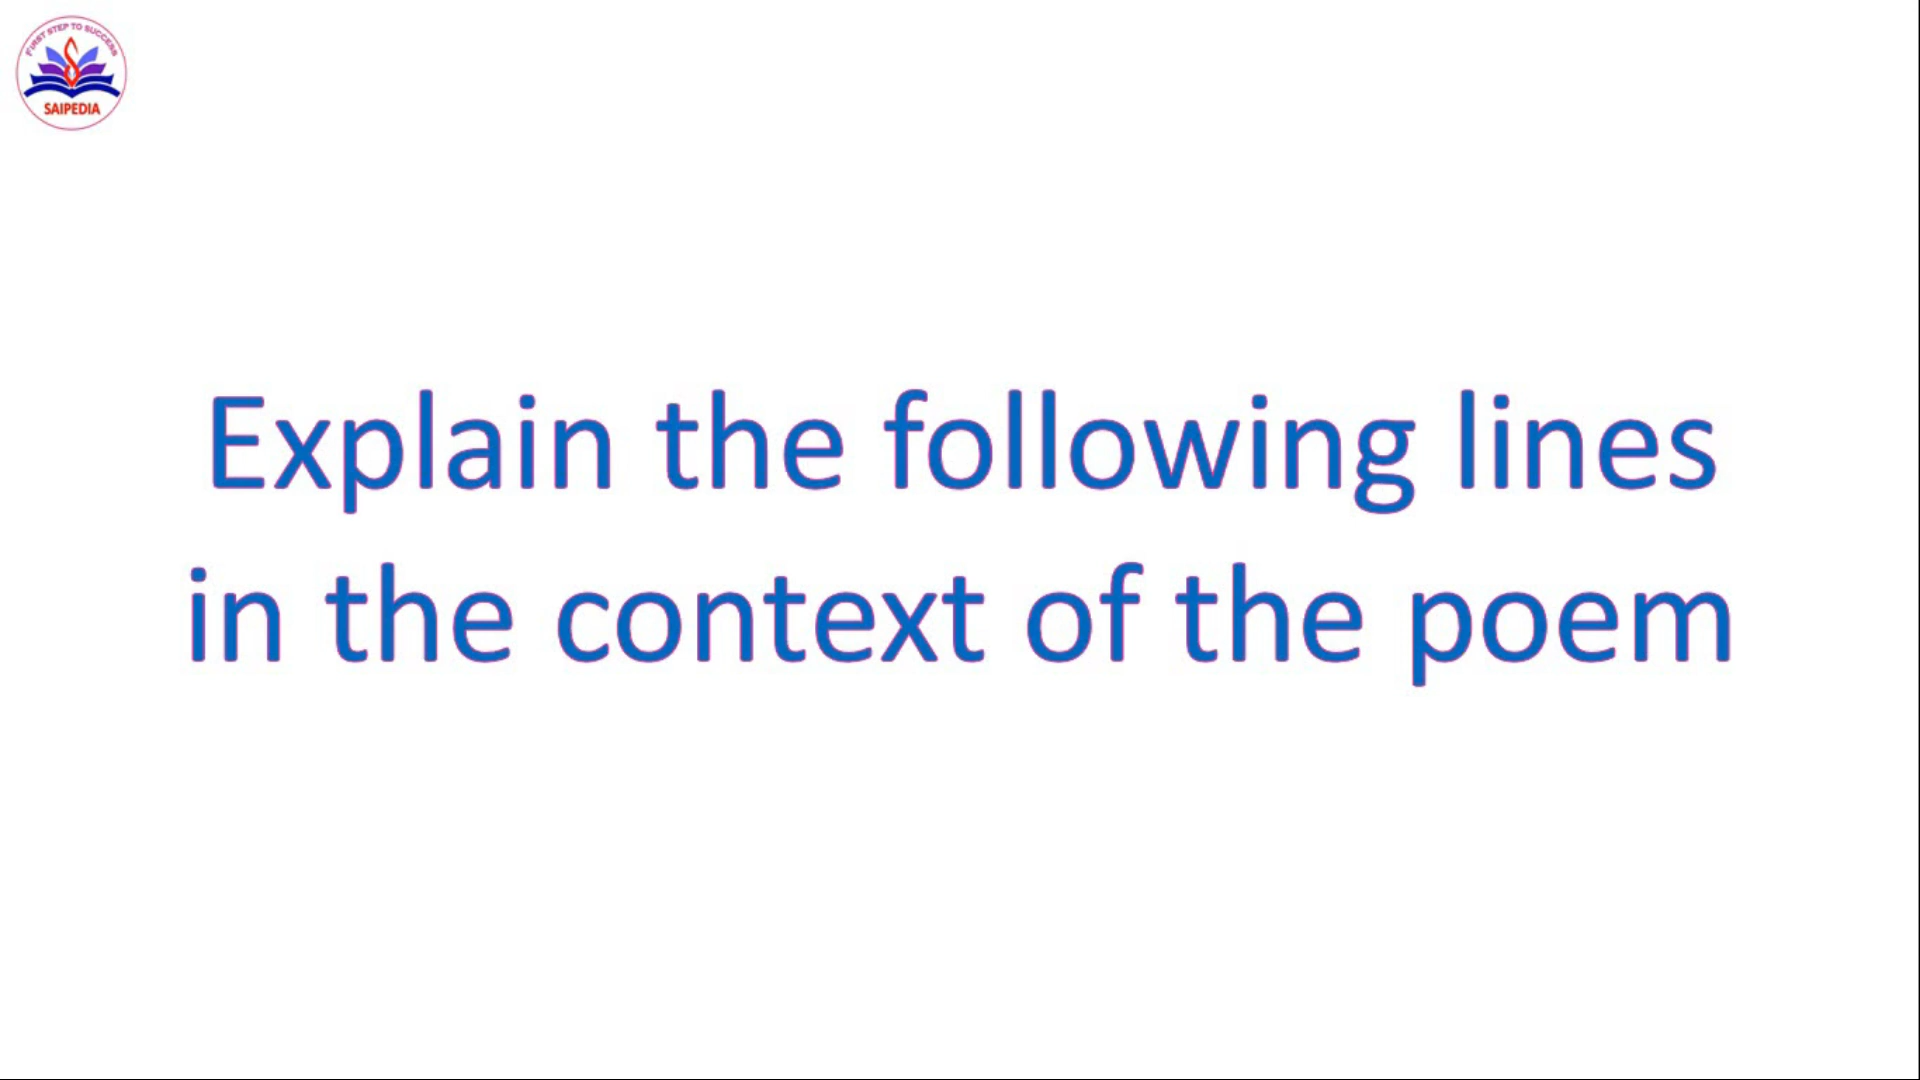 FIRST STEP TO SUCCESS
SAIPEDIA
Explain the following lines
in the context of the poem